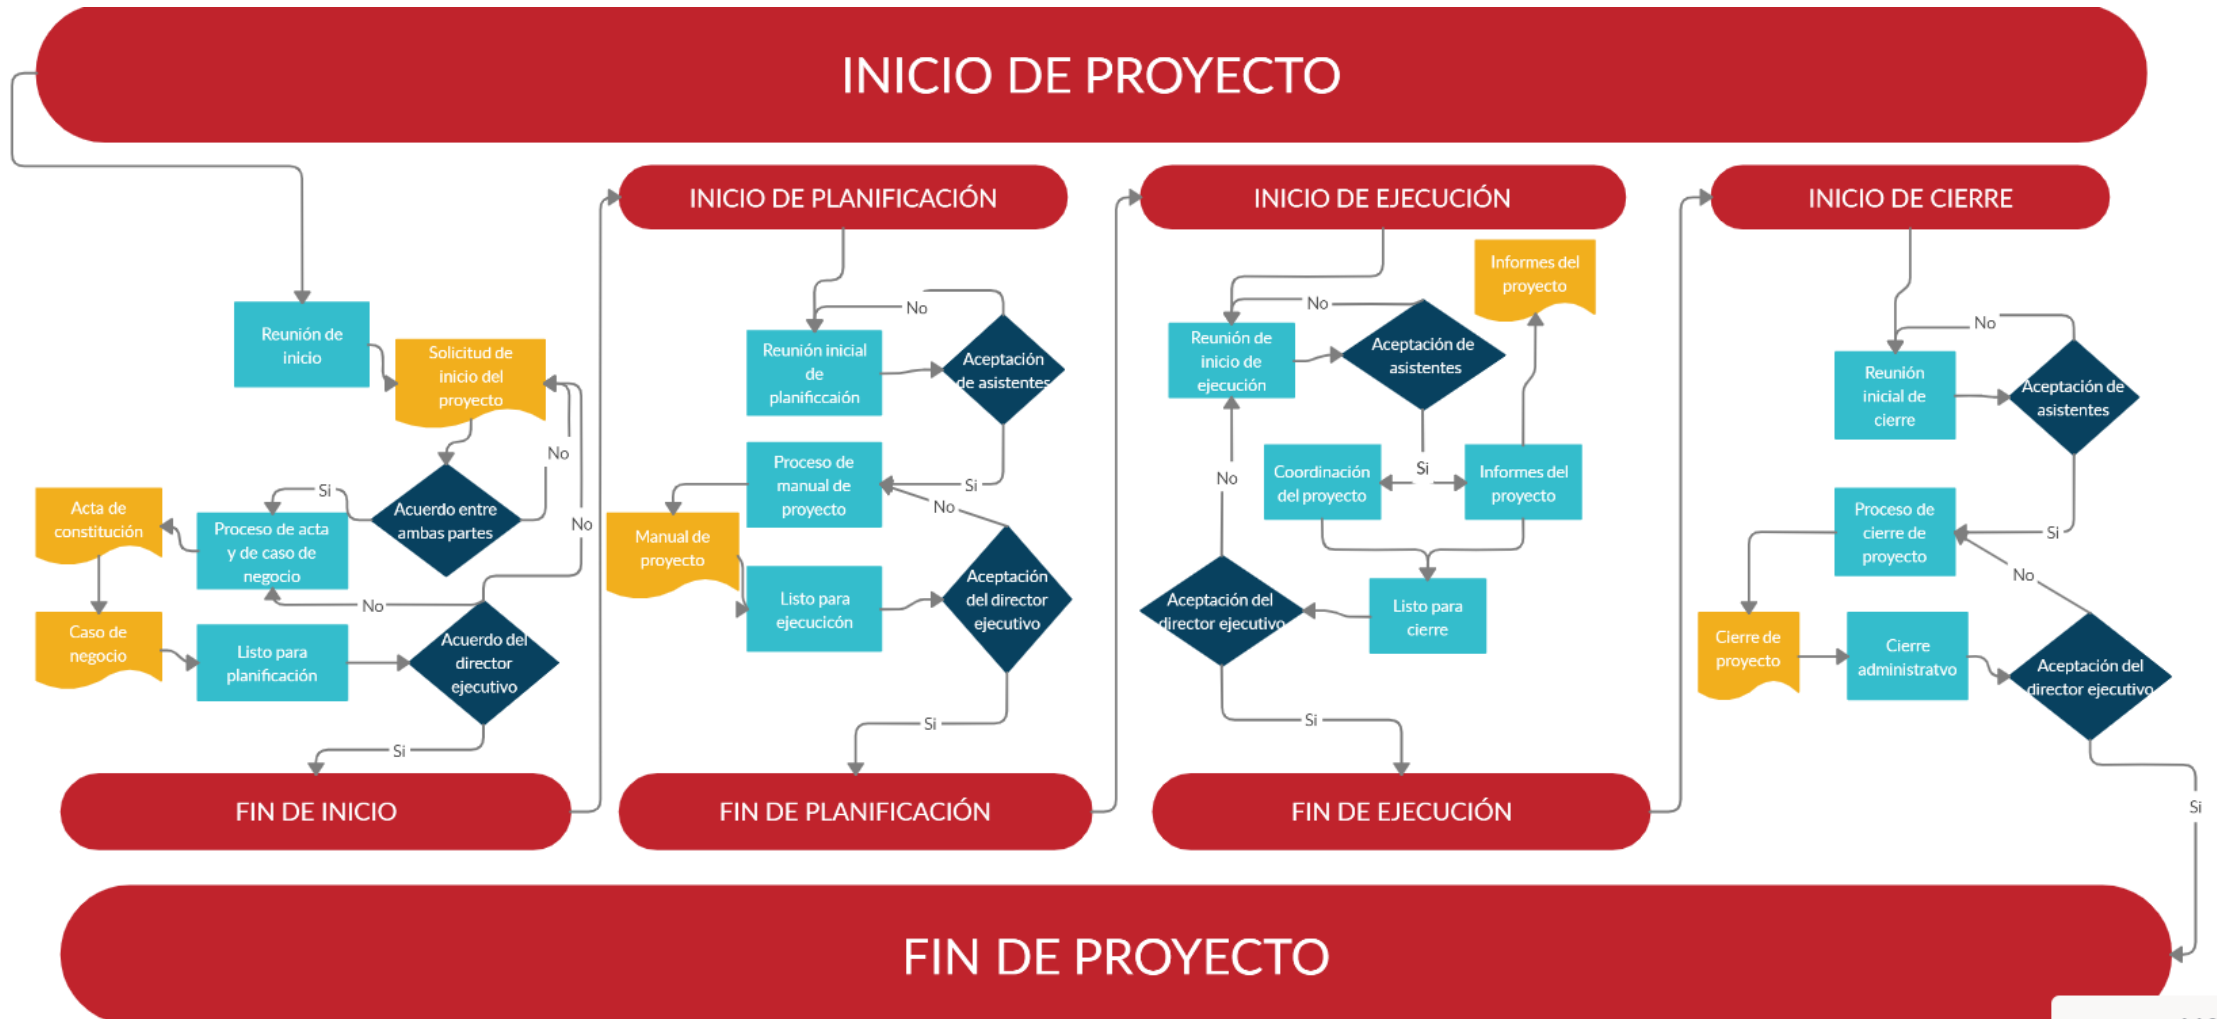 INICIO DE PROYECTO
INICIO DE PLANIFICACIÓN
INICIO DE EJECUCIÓN
INICIO DE CIERRE
Reunión de
inicio
Solicitud de
inicio del
proyecto
No
No
Acuerdo entre
ambas partes
Si
Proceso de acta
y de caso de
negocio
Acta de
constitución
Caso de
negocio
Listo para
planificación
No
Acuerdo del
director
ejecutivo
Si
FIN DE INICIO
No
Reunión inicial
de
planificcaión
Aceptación
de asistentes
Si
Proceso de
manual de
proyecto
No
Manual de
proyecto
Listo para
ejecucicón
Aceptación
del director
ejecutivo
Si
FIN DE PLANIFICACIÓN
Informes del
proyecto
No
Reunión de
inicio de
ejecución
Aceptación de
asistentes
Si
Coordinación
del proyecto
Informes del
proyecto
No
Aceptación del
director ejecutivo
Listo para
cierre
Si
FIN DE EJECUCIÓN
No
Reunión
inicial de
cierre
Aceptación de
asistentes
Si
Proceso de
cierre de
proyecto
No
Cierre de
proyecto
Cierre
administratvo
Aceptación del
director ejecutivo
Si
FIN DE PROYECTO